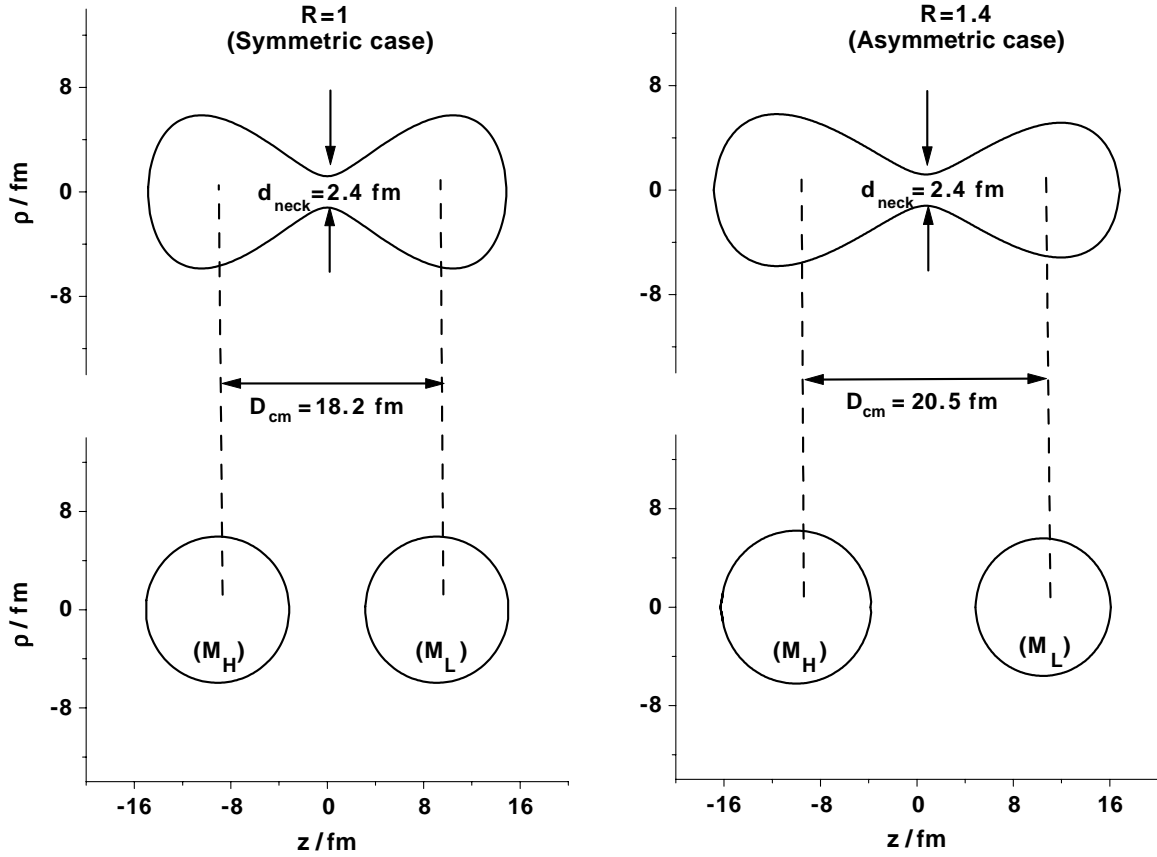 R=1
(Symmetric case)
8
0
-8
ρ / fm
d_neck=2.4 fm
D_cm =18.2 fm
8
0
-8
ρ / fm
(M_H)
(M_L)
-16
-8
0
8
16
z / fm
R=1.4
(Asymmetric case)
8
0
-8
d_neck=2.4 fm
D_cm =20.5 fm
8
0
-8
(M_H)
(M_L)
-16
-8
0
8
16
z / fm